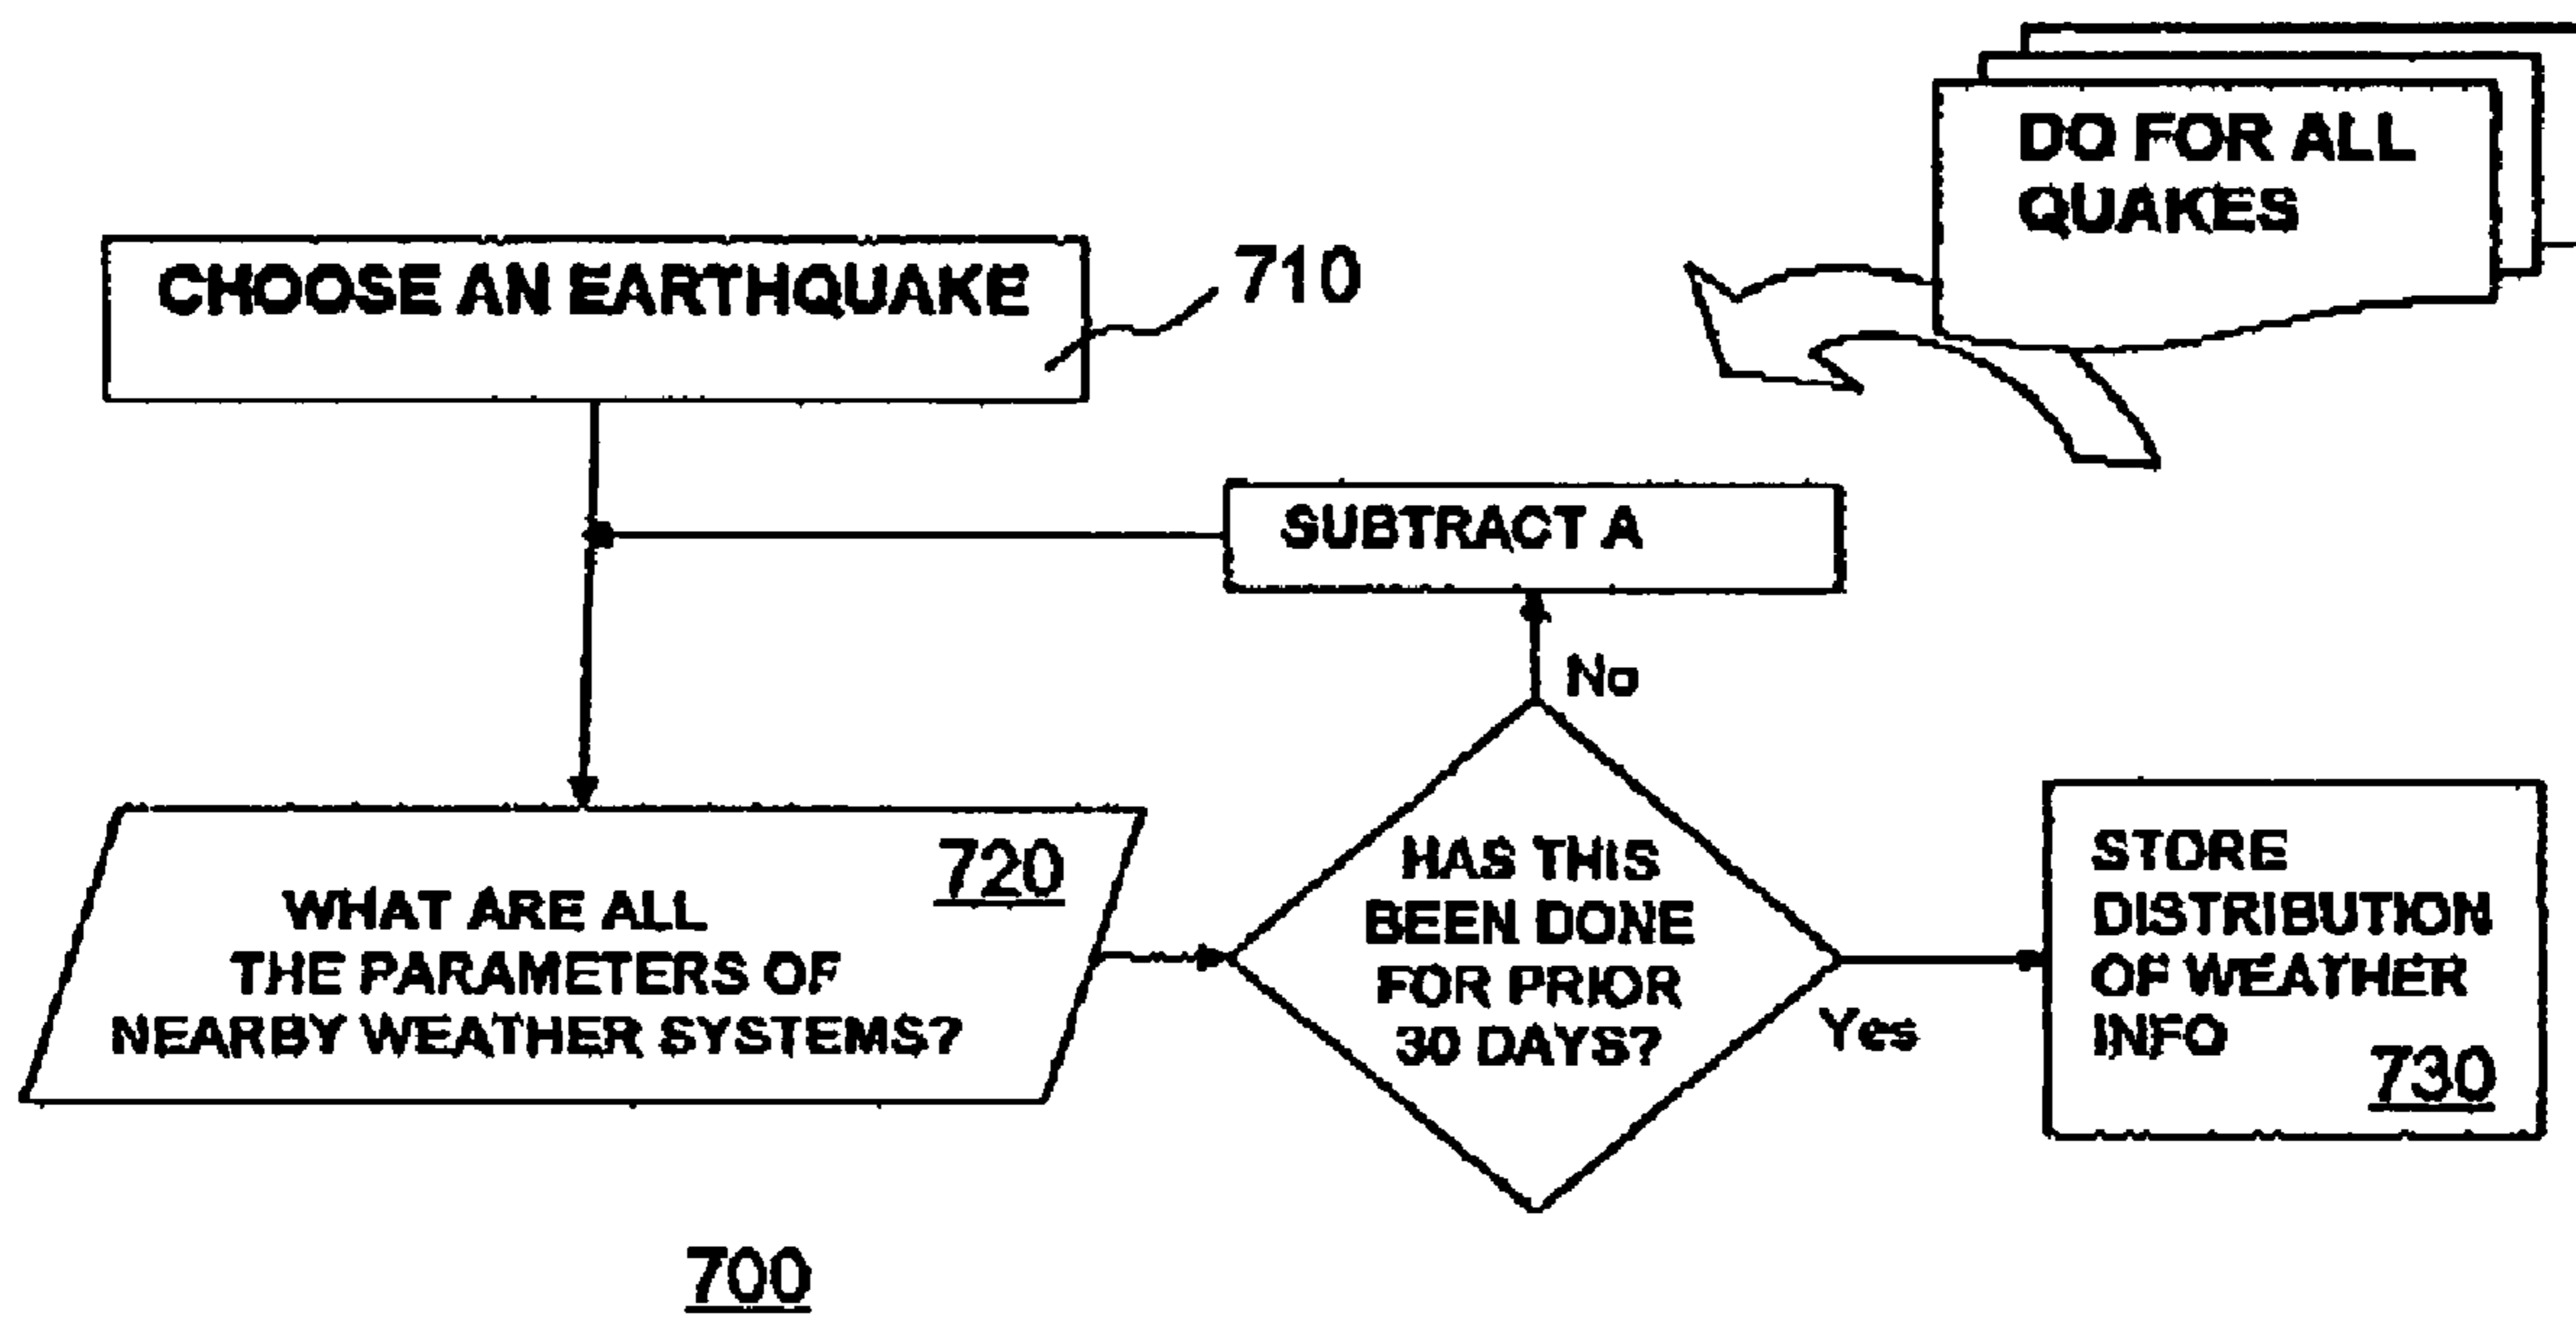 DO FOR ALL
QUAKES
CHOOSE AN EARTHQUAKE
710
SUBTRACT A
No
720
WHAT ARE ALL
THE PARAMETERS OF
NEARBY WEATHER SYSTEMS?
HAS THIS
BEEN DONE
FOR PRIOR
30 DAYS?
Yes
STORE
DISTRIBUTION
OF WEATHER
INFO
730
700